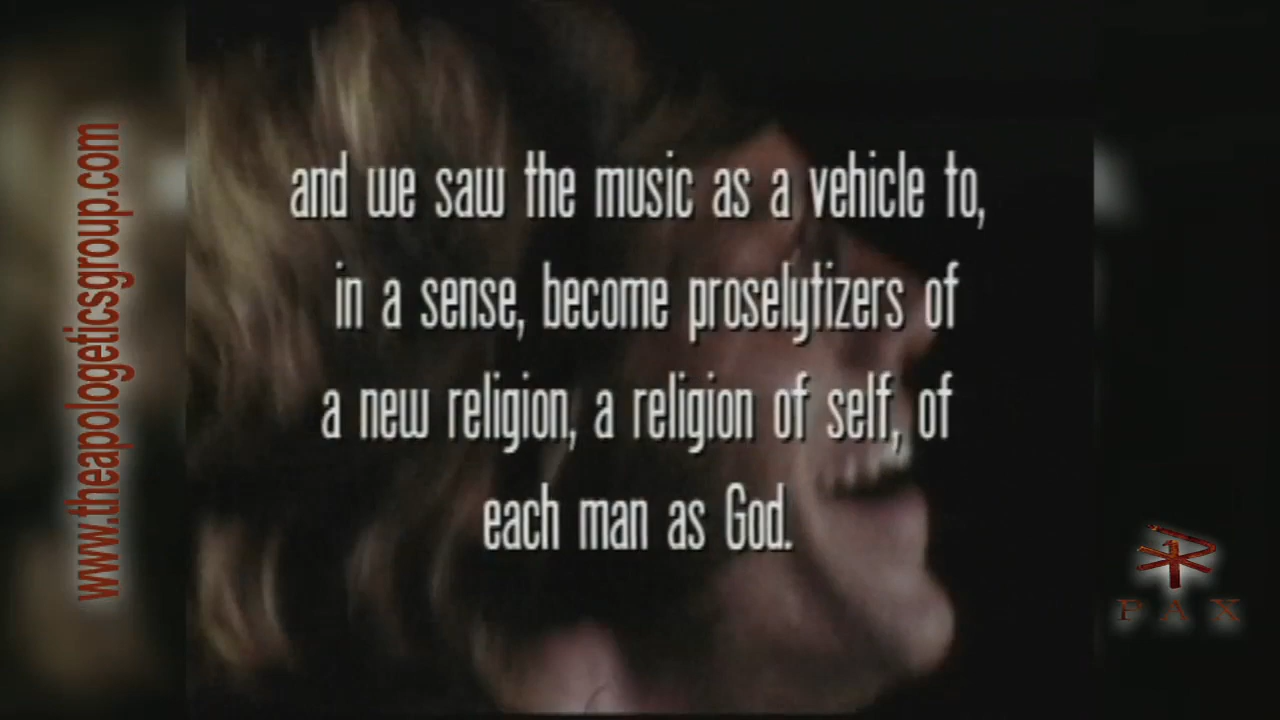 www.theapologeticsgroup.com
and we saw the music as a vehicle to,
in a sense, become proselytizers of
a new religion, a religion of self, of
each man as God.
PAX